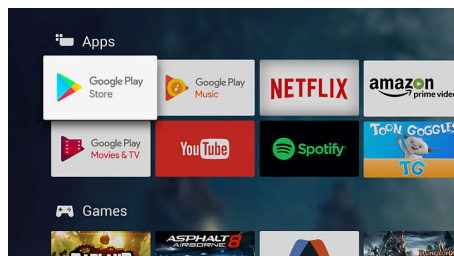 Apps
Google Play
Store
Google Play
Music
NETFLIX
amazon
prime video
Google Play
Movies & TV
YouTube
Spotify
TOON GOGGLES
TG
Games
BADLAND
ASPHALT 8
AIRBORNE